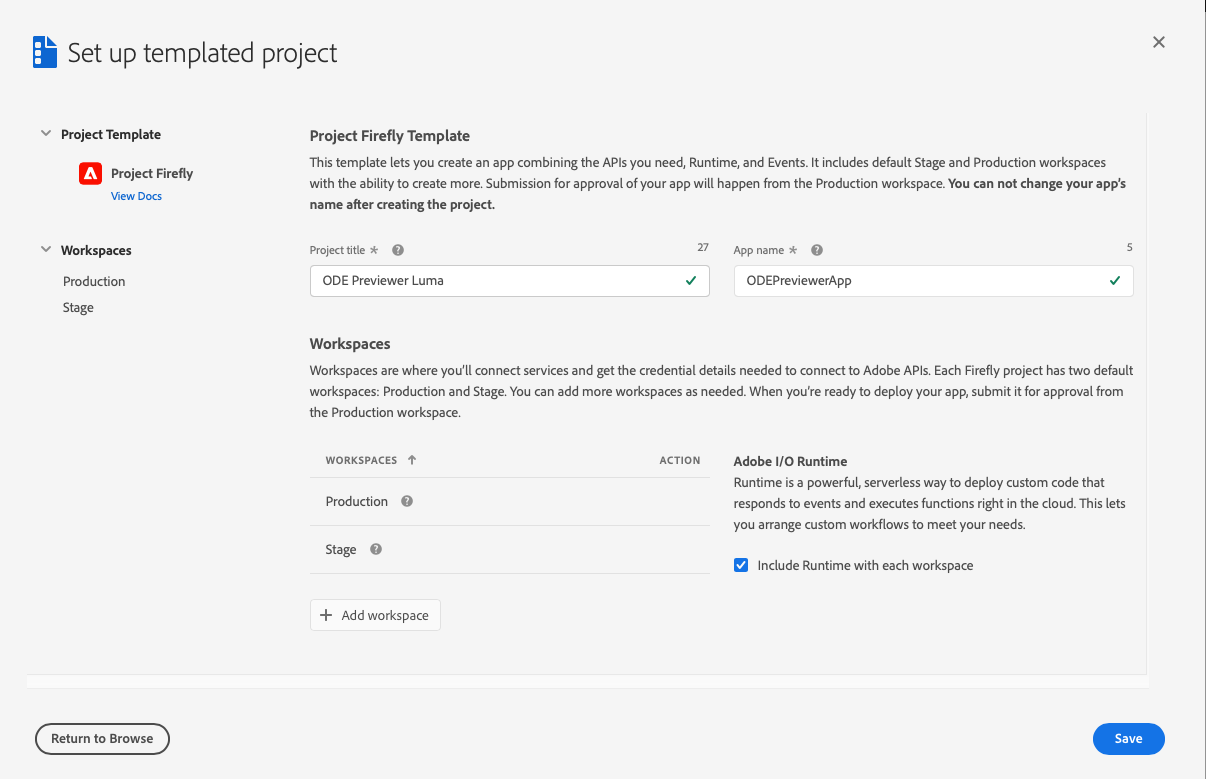 Set up templated project
Project Template
Project Firefly
View Docs
Workspaces
Production
Stage
Project Firefly Template
This template lets you create an app combining the APIs you need, Runtime, and Events. It includes default Stage and Production workspaces
with the ability to create more. Submission for approval of your app will happen from the Production workspace. You can not change your app's
name after creating the project.
Project title * ? 27
ODE Previewer Luma
App name * ? 5
ODEPreviewerApp
Workspaces
Workspaces are where you'll connect services and get the credential details needed to connect to Adobe APIs. Each Firefly project has two default
workspaces: Production and Stage. You can add more workspaces as needed. When you're ready to deploy your app, submit it for approval from
the Production workspace.
WORKSPACES ↑ ACTION
Production ?
Stage ?
+ Add workspace
Adobe I/O Runtime
Runtime is a powerful, serverless way to deploy custom code that
responds to events and executes functions right in the cloud. This lets
you arrange custom workflows to meet your needs.
Include Runtime with each workspace
Return to Browse
Save